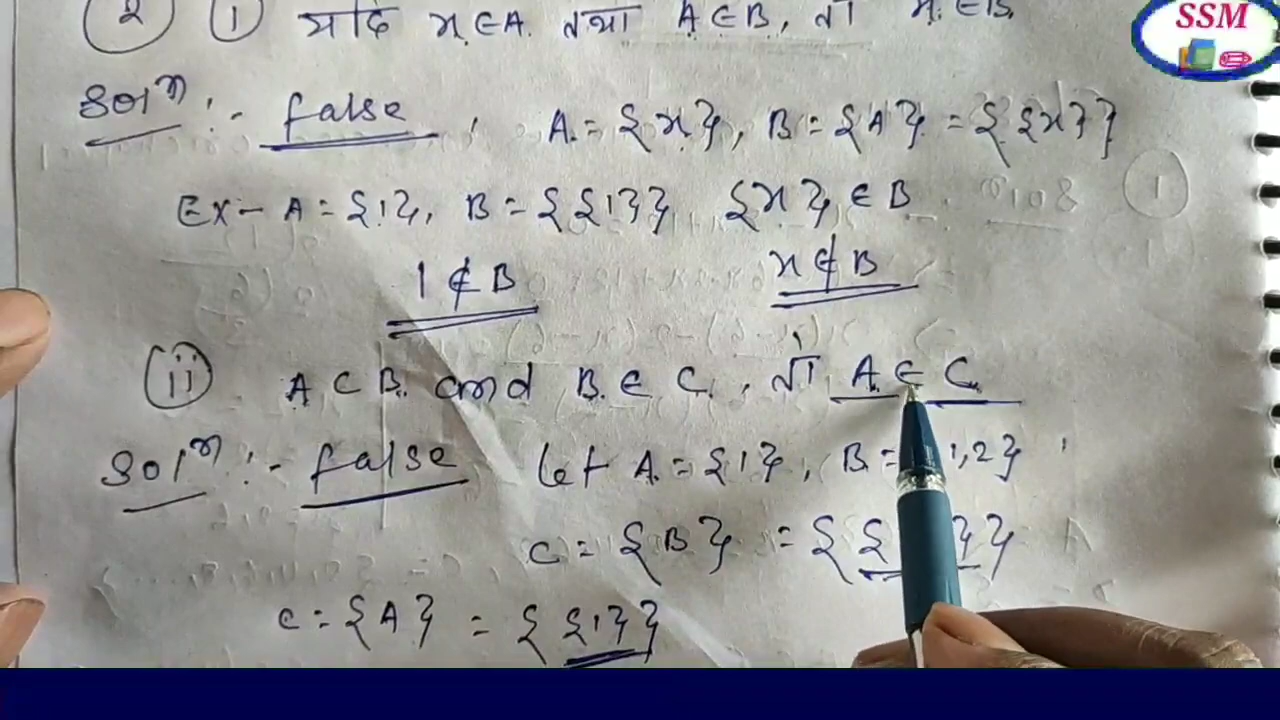 SSM
② ① यदि x∈A. तथा A∈B, तो x∈B.
Solⁿ :- false, A = {x}, B = {A} = {{x}}
Ex- A = {1}, B = {{1}} {x} ∈ B
1 ∉ B x ∉ B
(ii) A ⊂ B and B ∈ C, तो A ∈ C
Solⁿ :- false let A = {1}, B = 1,2}
C = {B} = {{ }}
C = {A} = {{1}}